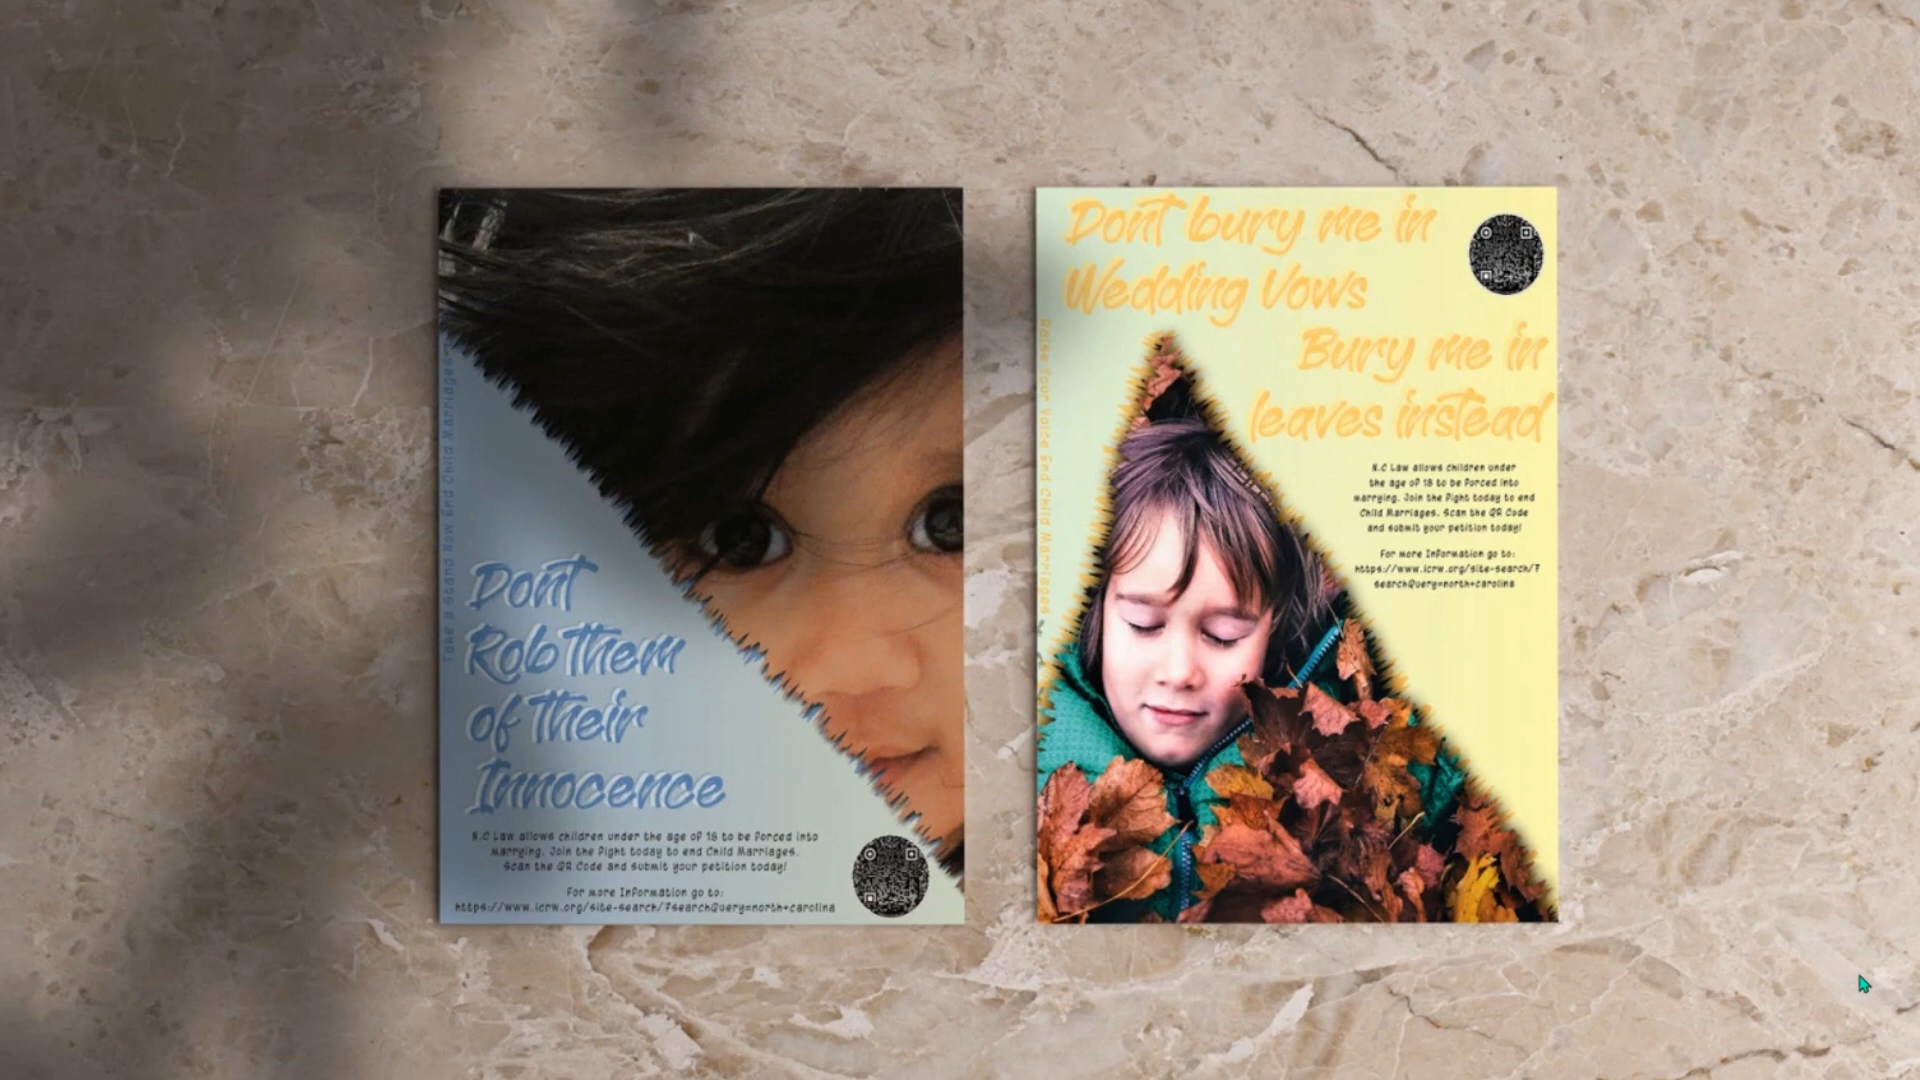 Take a Stand Now End Child Marriages
Dont
Rob Them
of Their
Innocence
N.C Law allows children under the age of 18 to be forced into
marrying. Join the fight today to end Child Marriages.
Scan the QR Code and submit your petition today!
For more Information go to:
https://www.icrw.org/site-search/?searchQuery=north+carolina
Dont bury me in
Wedding Vows
Bury me in
leaves instead
Raise Your Voice End Child Marriages
N.C Law allows children under
the age of 18 to be forced into
marrying. Join the fight today to end
Child Marriages. Scan the QR Code
and submit your petition today!
For more Information go to:
https://www.icrw.org/site-search/?
searchQuery=north+carolina